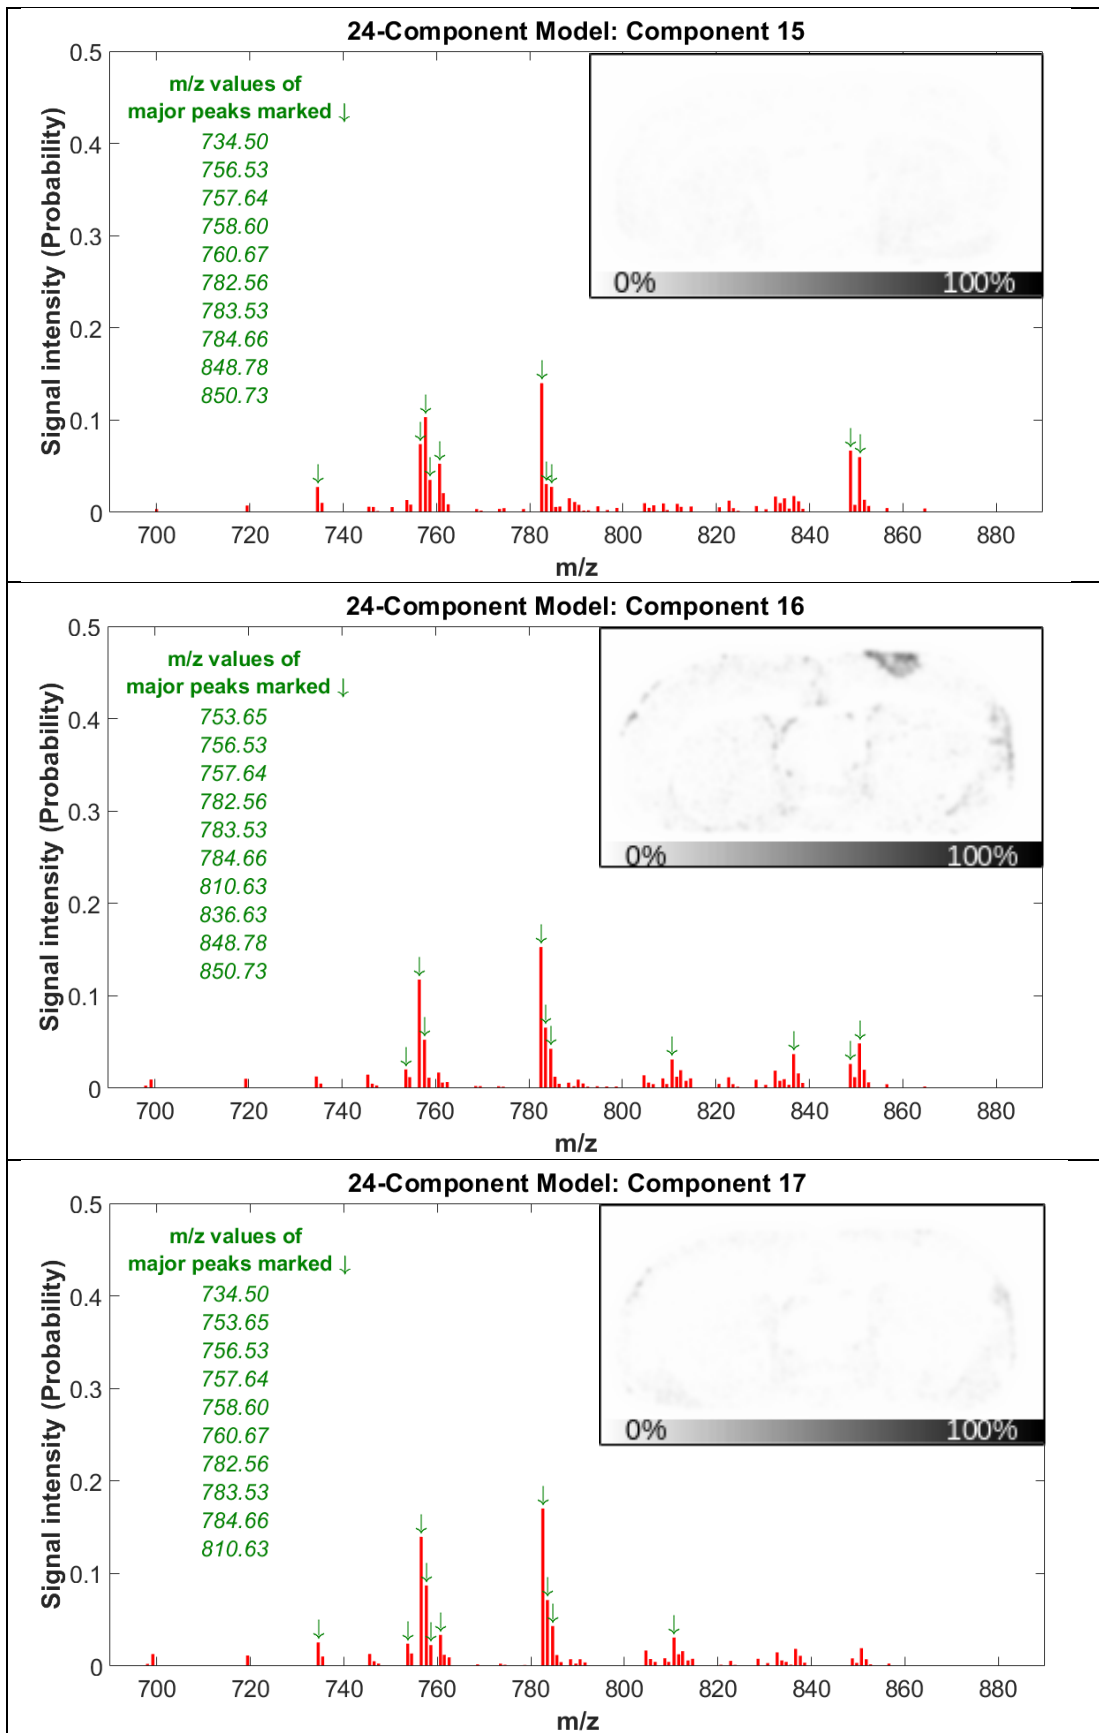 24-Component Model: Component 15
Signal intensity (Probability)
0.5
0.4
0.3
0.2
0.1
0
m/z values of
major peaks marked ↓
734.50
756.53
757.64
758.60
760.67
782.56
783.53
784.66
848.78
850.73
0% 100%
700 720 740 760 780 800 820 840 860 880
m/z
24-Component Model: Component 16
Signal intensity (Probability)
0.5
0.4
0.3
0.2
0.1
0
m/z values of
major peaks marked ↓
753.65
756.53
757.64
782.56
783.53
784.66
810.63
836.63
848.78
850.73
0% 100%
700 720 740 760 780 800 820 840 860 880
m/z
24-Component Model: Component 17
Signal intensity (Probability)
0.5
0.4
0.3
0.2
0.1
0
m/z values of
major peaks marked ↓
734.50
753.65
756.53
757.64
758.60
760.67
782.56
783.53
784.66
810.63
0% 100%
700 720 740 760 780 800 820 840 860 880
m/z